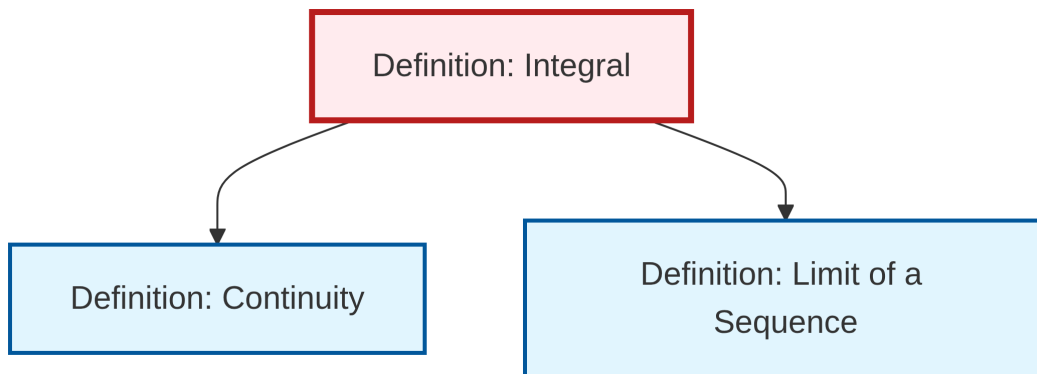 Definition: Integral
Definition: Continuity
Definition: Limit of a
Sequence